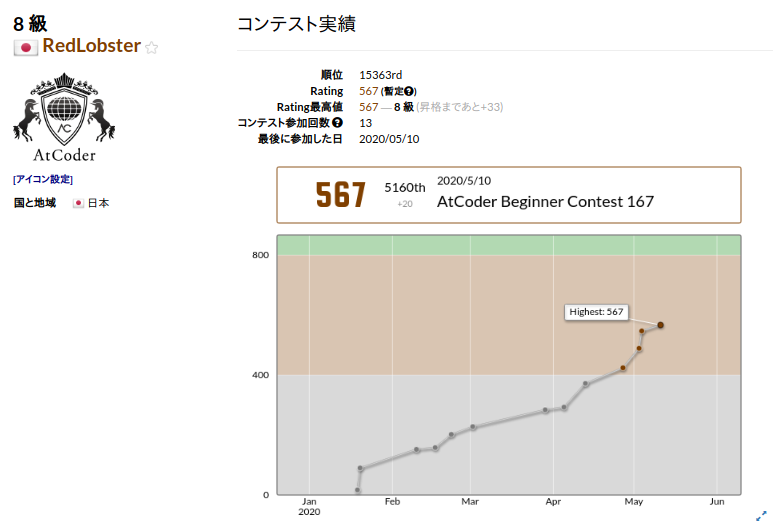 8 級
RedLobster
AC
AtCoder
[アイコン設定]
国と地域 日本
コンテスト実績
順位 15363rd
Rating 567 (暫定?)
Rating最高値 567 ― 8 級 (昇格まであと+33)
コンテスト参加回数 ? 13
最後に参加した日 2020/05/10
567
5160th
+20
2020/5/10
AtCoder Beginner Contest 167
800
400
0
Highest: 567
Jan Feb Mar Apr May Jun
2020